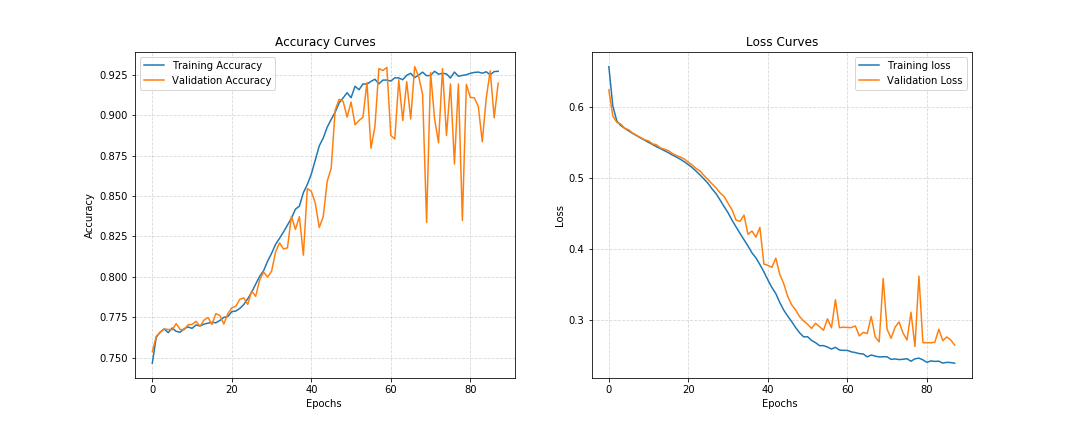 Accuracy Curves
Training Accuracy
Validation Accuracy
0.925
0.900
0.875
0.850
0.825
0.800
0.775
0.750
Accuracy
0 20 40 60 80
Epochs
Loss Curves
Training loss
Validation Loss
0.6
0.5
0.4
0.3
Loss
0 20 40 60 80
Epochs